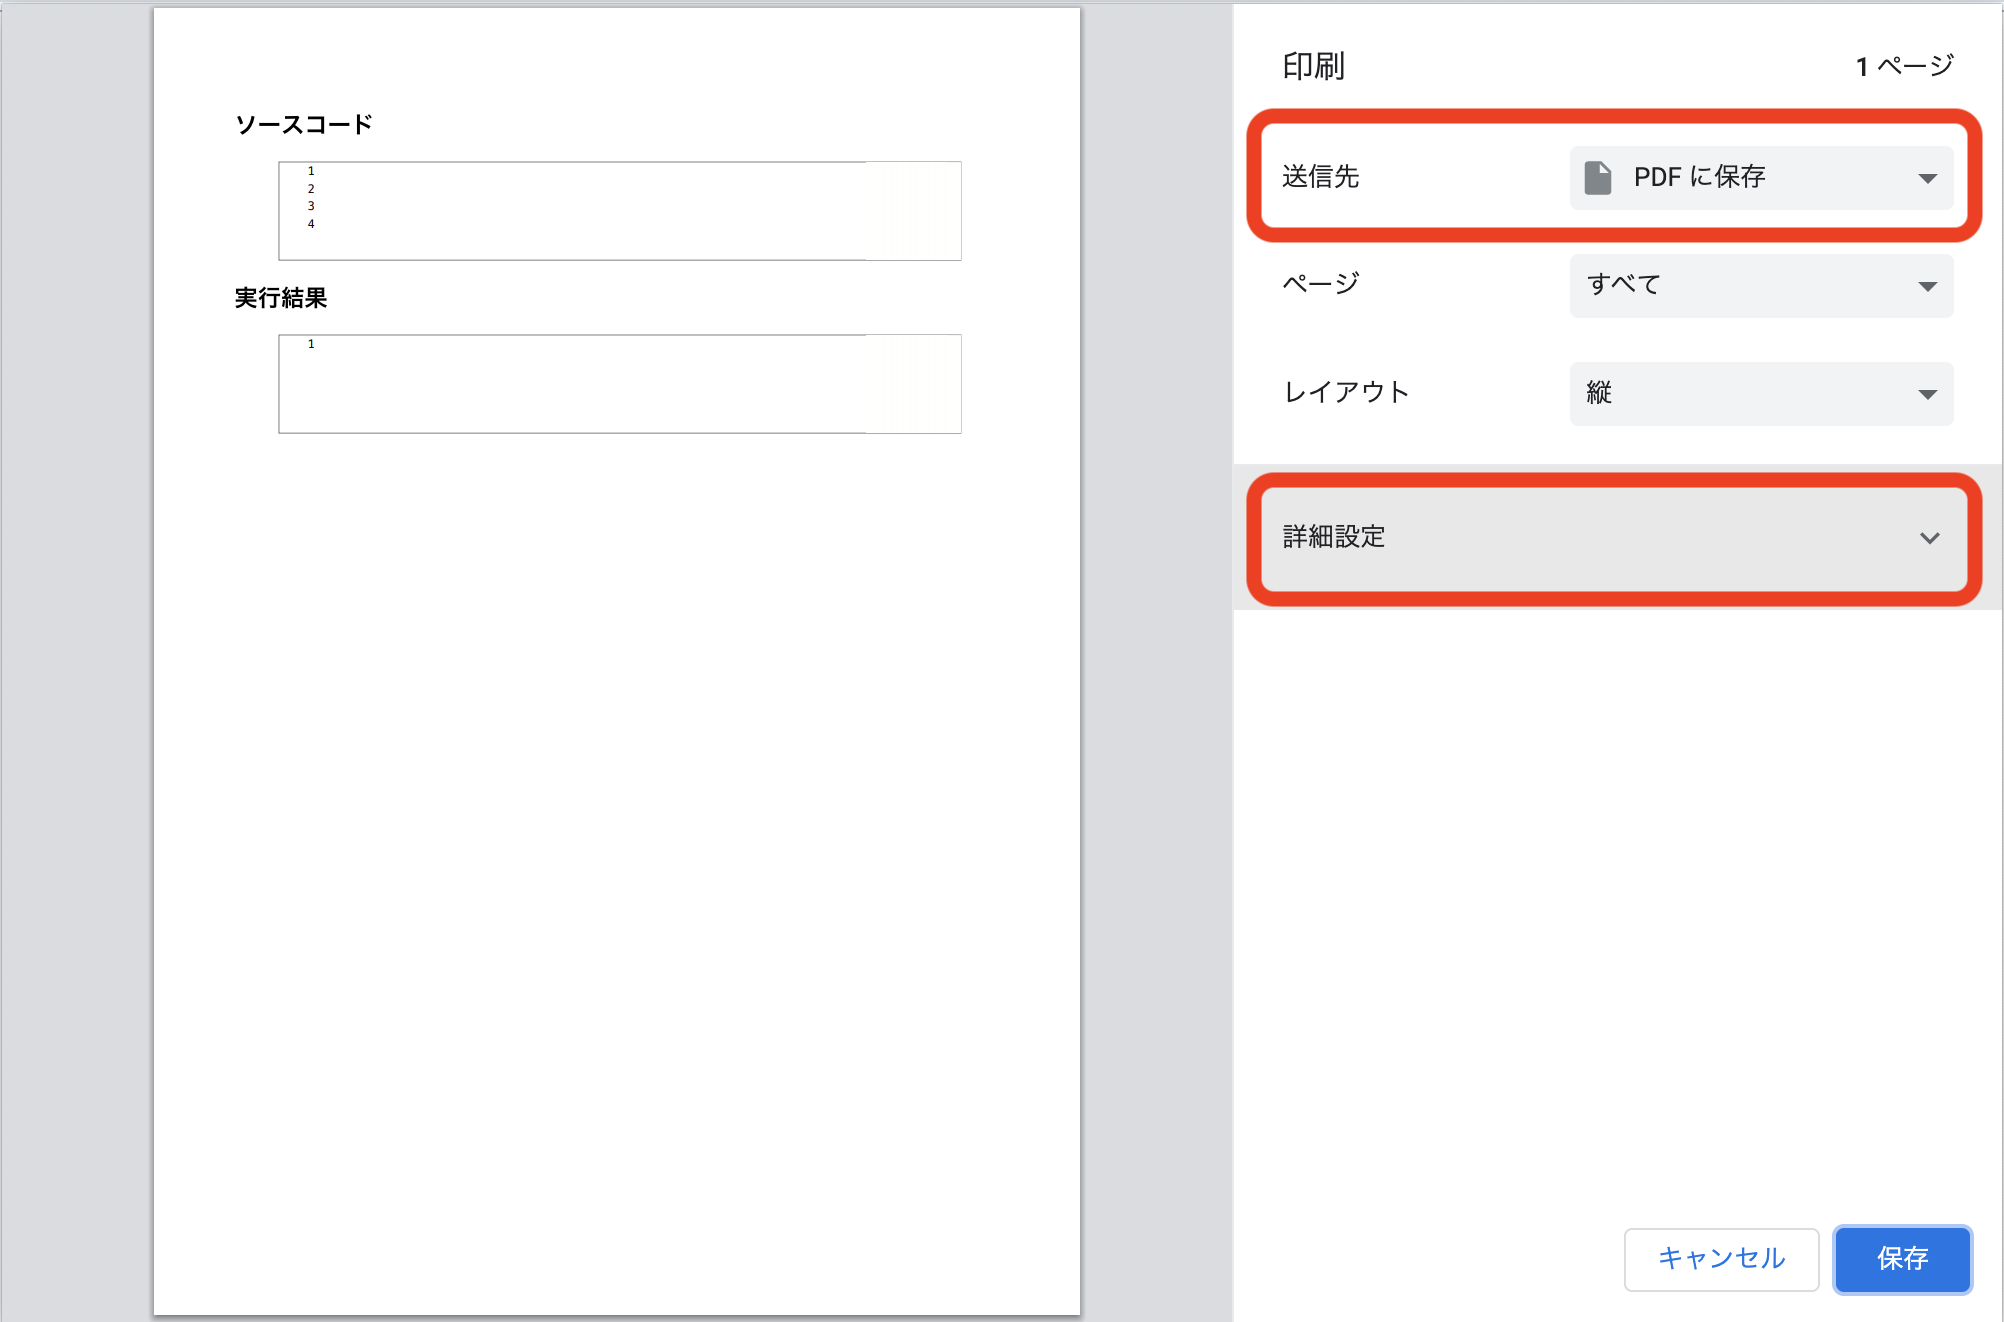 ソースコード
1
2
3
4
実行結果
1
印刷
1 ページ
送信先
PDF に保存
ページ
すべて
レイアウト
縦
詳細設定
キャンセル
保存